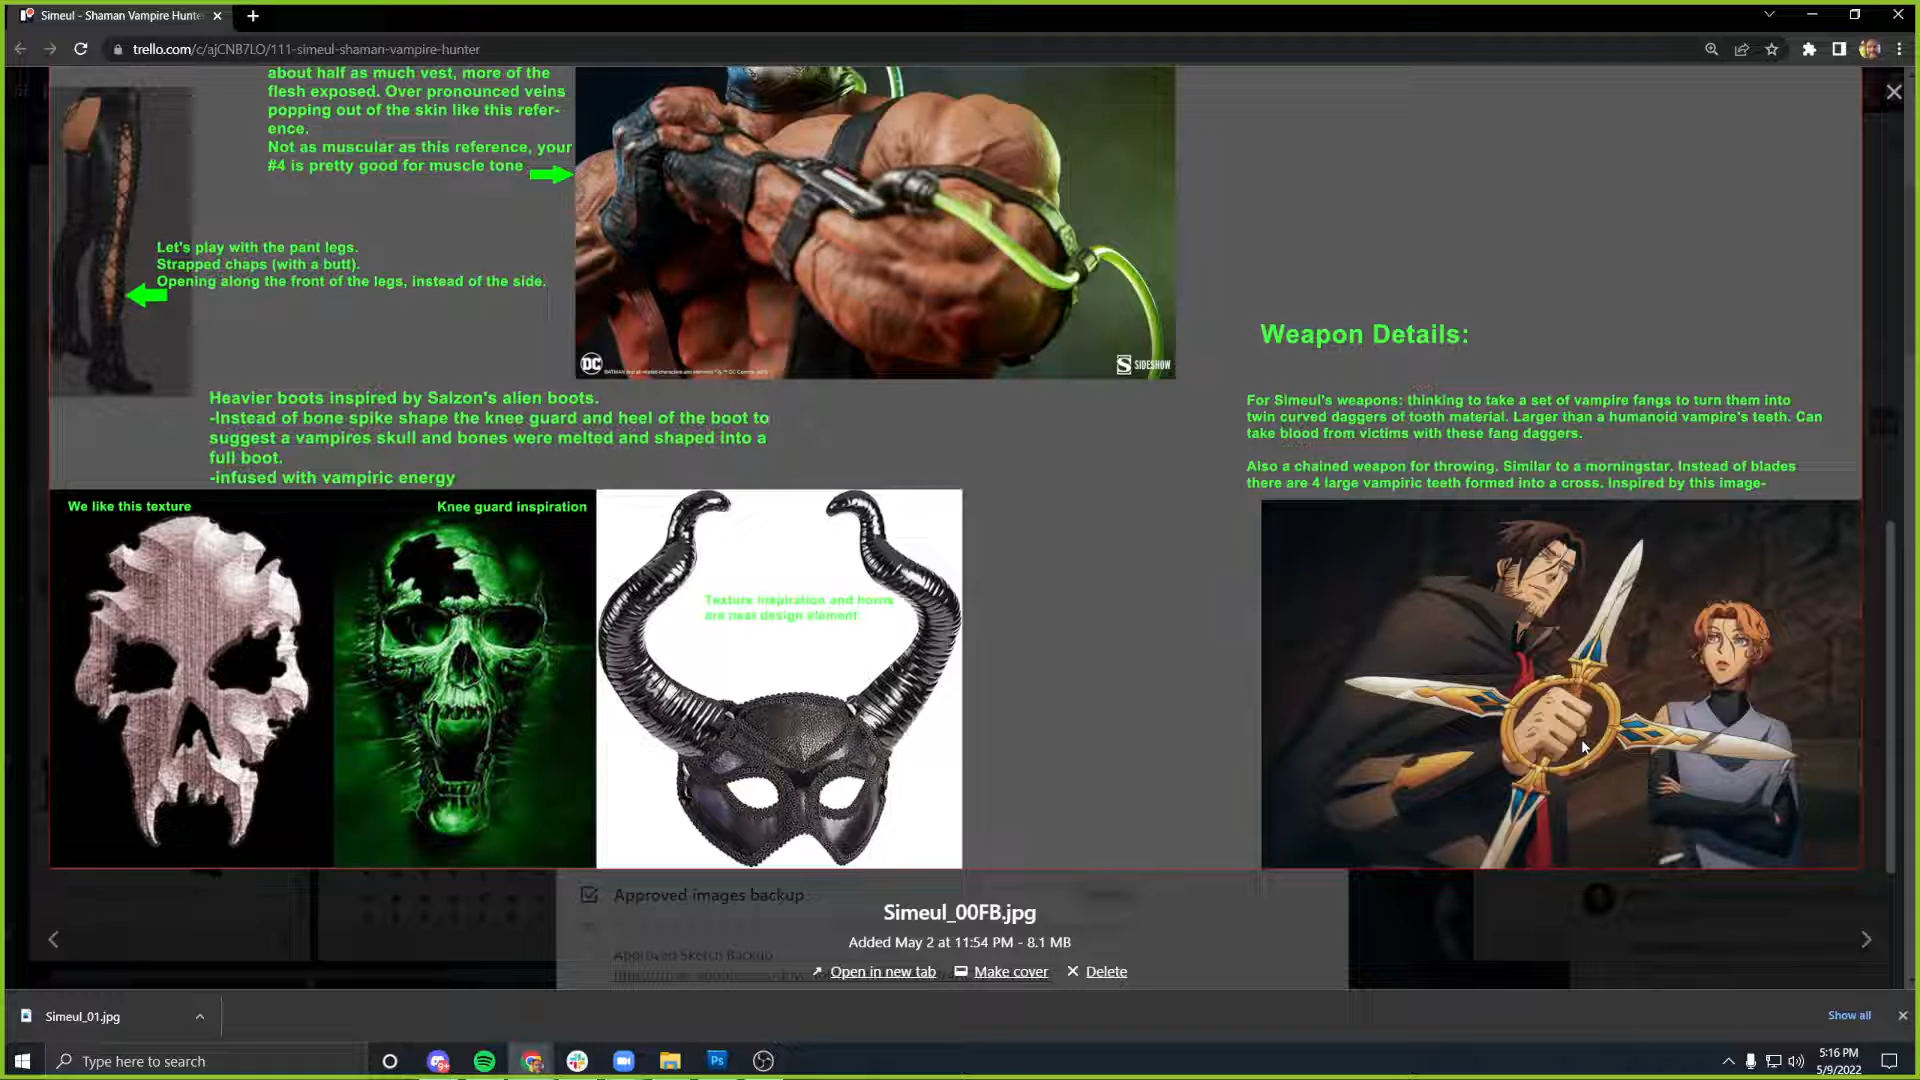 Simeul - Shaman Vampire Hunte
trello.com/c/ajCNB7LO/111-simeul-shaman-vampire-hunter
about half as much vest, more of the
flesh exposed. Over pronounced veins
popping out of the skin like this refer-
ence.
Not as muscular as this reference, your
#4 is pretty good for muscle tone
Let's play with the pant legs.
Strapped chaps (with a butt).
Opening along the front of the legs, instead of the side.
DC
SIDESHOW
Heavier boots inspired by Salzon's alien boots.
-Instead of bone spike shape the knee guard and heel of the boot to
suggest a vampires skull and bones were melted and shaped into a
full boot.
-infused with vampiric energy
We like this texture
Knee guard inspiration
Texture inspiration and horns
are neat design element
Weapon Details:
For Simeul's weapons: thinking to take a set of vampire fangs to turn them into
twin curved daggers of tooth material. Larger than a humanoid vampire's teeth. Can
take blood from victims with these fang daggers.
Also a chained weapon for throwing. Similar to a morningstar. Instead of blades
there are 4 large vampiric teeth formed into a cross. Inspired by this image-
Approved images backup
Approved Sketch Backup
Simeul_00FB.jpg
Added May 2 at 11:54 PM - 8.1 MB
Open in new tab
Make cover
Delete
Simeul_01.jpg
Show all
Type here to search
Ps
5:16 PM
5/9/2022